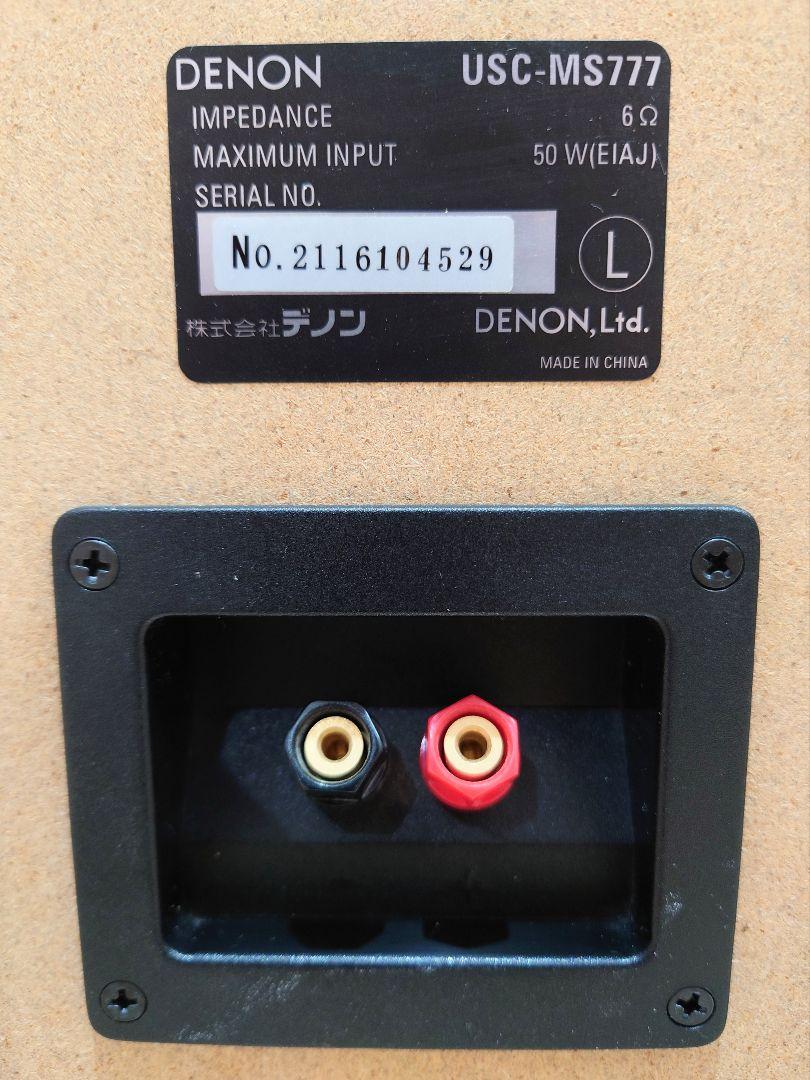 DENON USC-MS777
IMPEDANCE 6Ω
MAXIMUM INPUT 50 W(EIAJ)
SERIAL NO.
No.2116104529
L
株式会社デノン DENON,Ltd.
MADE IN CHINA